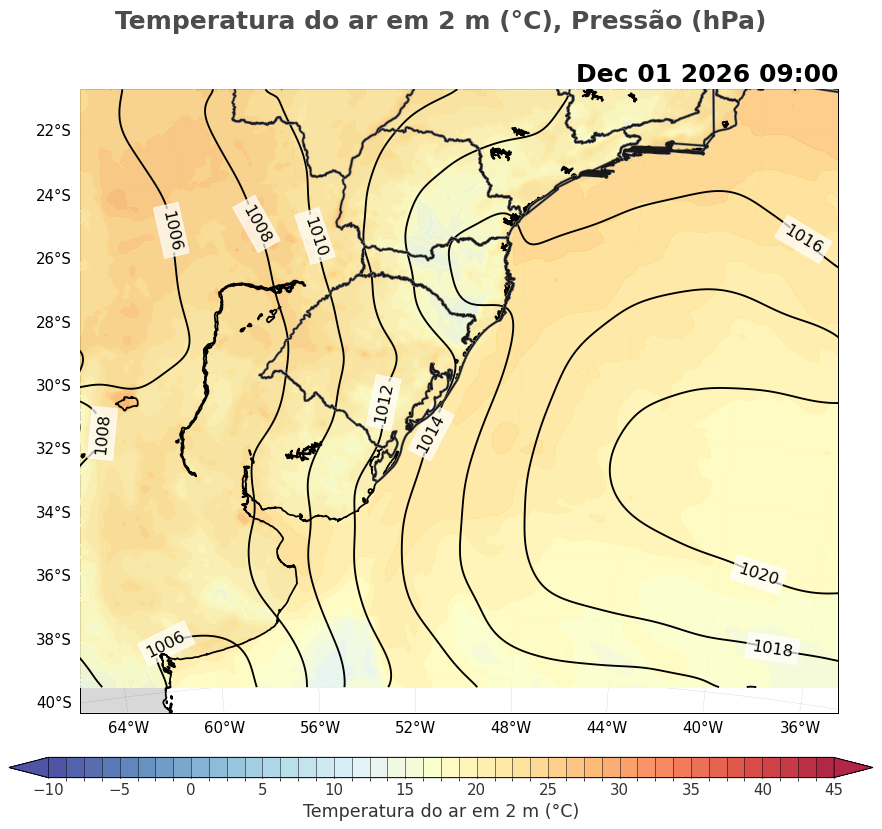 Temperatura do ar em 2 m (°C), Pressão (hPa)
Dec 01 2026 09:00
22°S
24°S
26°S
28°S
30°S
32°S
34°S
36°S
38°S
40°S
1006
1008
1010
1016
1008
1012
1014
1020
1006
1018
64°W 60°W 56°W 52°W 48°W 44°W 40°W 36°W
−10 −5 0 5 10 15 20 25 30 35 40 45
Temperatura do ar em 2 m (°C)